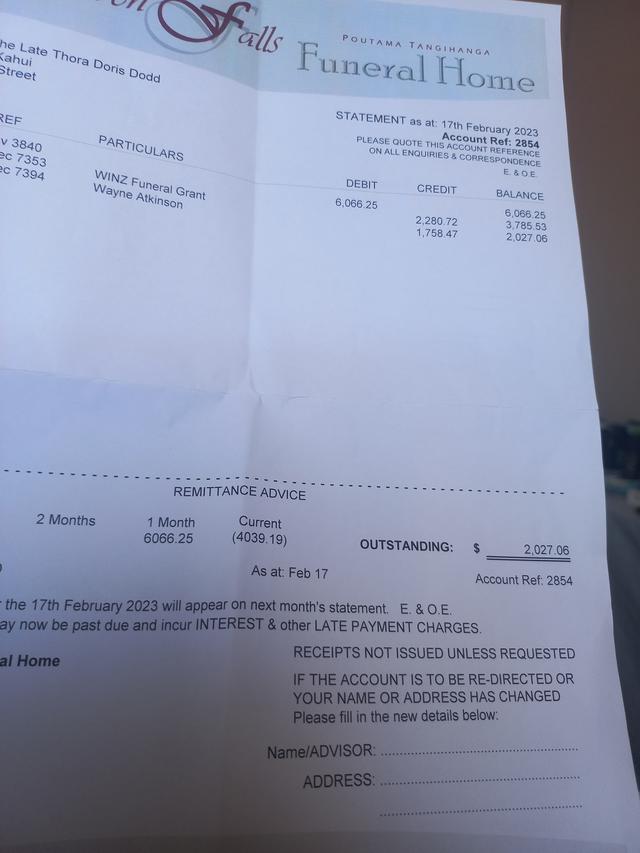 Falls
POUTAMA TANGIHANGA
Funeral Home
he Late Thora Doris Dodd
Kahui
Street
STATEMENT as at: 17th February 2023
Account Ref: 2854
PLEASE QUOTE THIS ACCOUNT REFERENCE
ON ALL ENQUIRIES & CORRESPONDENCE
E. & O.E.
REF PARTICULARS DEBIT CREDIT BALANCE
v 3840 6,066.25 6,066.25
ec 7353 WINZ Funeral Grant 2,280.72 3,785.53
ec 7394 Wayne Atkinson 1,758.47 2,027.06
REMITTANCE ADVICE
2 Months 1 Month Current
6066.25 (4039.19)
OUTSTANDING: $ 2,027.06
As at: Feb 17
Account Ref: 2854
the 17th February 2023 will appear on next month's statement. E. & O.E.
ay now be past due and incur INTEREST & other LATE PAYMENT CHARGES.
al Home
RECEIPTS NOT ISSUED UNLESS REQUESTED
IF THE ACCOUNT IS TO BE RE-DIRECTED OR
YOUR NAME OR ADDRESS HAS CHANGED
Please fill in the new details below:
Name/ADVISOR:
ADDRESS: